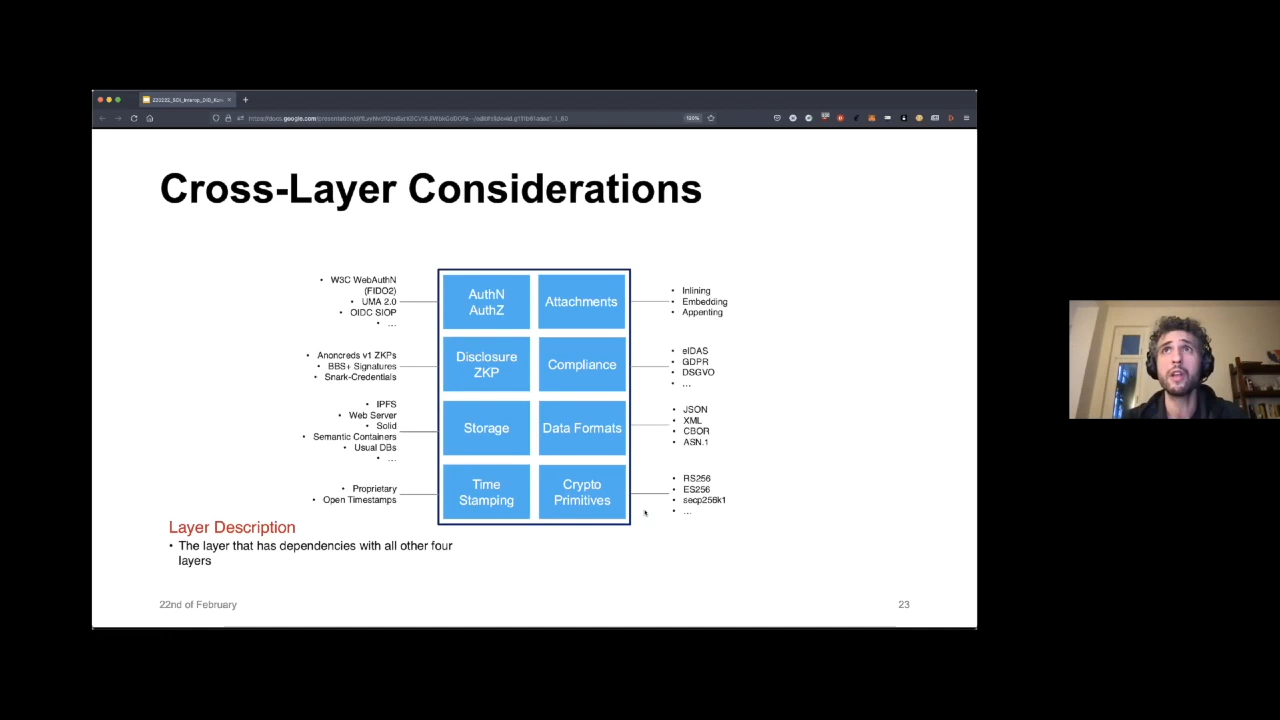 Cross-Layer Considerations
• W3C WebAuthN
(FIDO2)
• UMA 2.0
• OIDC SIOP
• ...
AuthN
AuthZ
Attachments
• Inlining
• Embedding
• Appenting
• Anoncreds v1 ZKPs
• BBS+ Signatures
• Snark-Credentials
Disclosure
ZKP
Compliance
• eIDAS
• GDPR
• DSGVO
• ...
• IPFS
• Web Server
• Solid
• Semantic Containers
• Usual DBs
• ...
Storage
Data Formats
• JSON
• XML
• CBOR
• ASN.1
• Proprietary
• Open Timestamps
Time
Stamping
Crypto
Primitives
• RS256
• ES256
• secp256k1
• ...
Layer Description
• The layer that has dependencies with all other four
layers
22nd of February
23